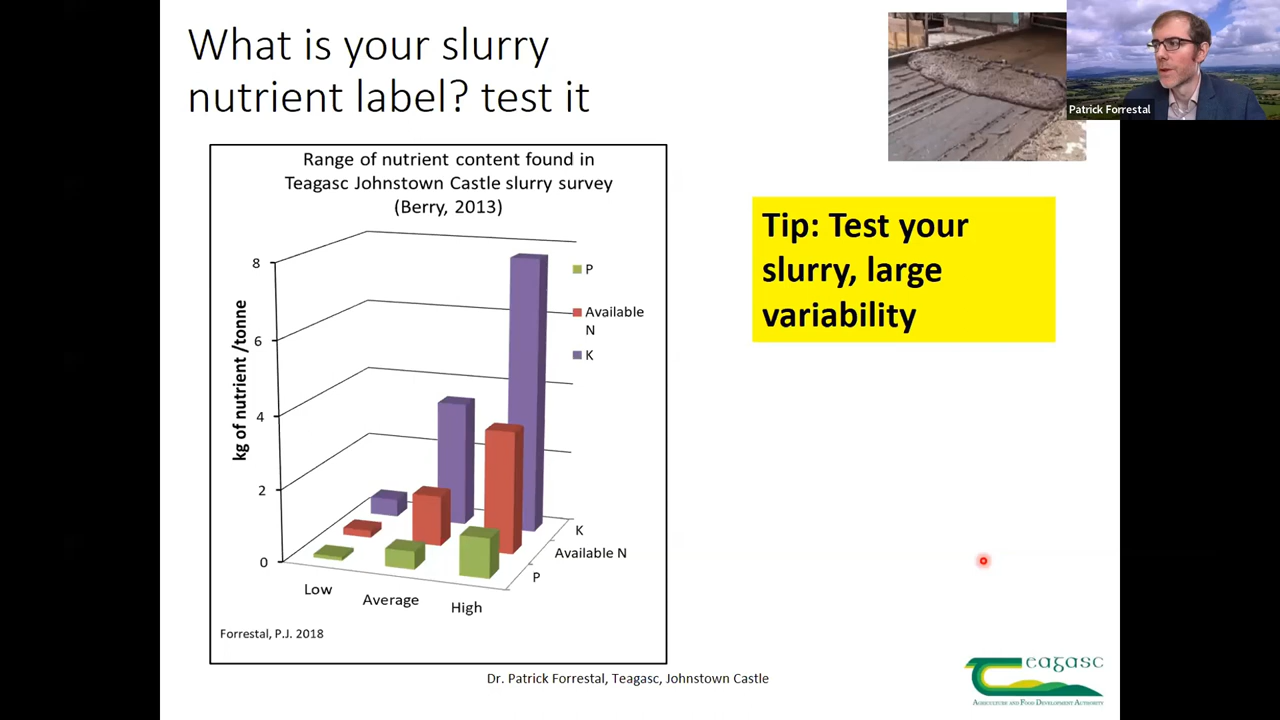 What is your slurry
nutrient label? test it
Patrick Forrestal
Range of nutrient content found in
Teagasc Johnstown Castle slurry survey
(Berry, 2013)
kg of nutrient /tonne
8
6
4
2
0
P
Available
N
K
K
Available N
P
Low
Average
High
Forrestal, P.J. 2018
Tip: Test your
slurry, large
variability
Dr. Patrick Forrestal, Teagasc, Johnstown Castle
Teagasc
Agriculture and Food Development Authority